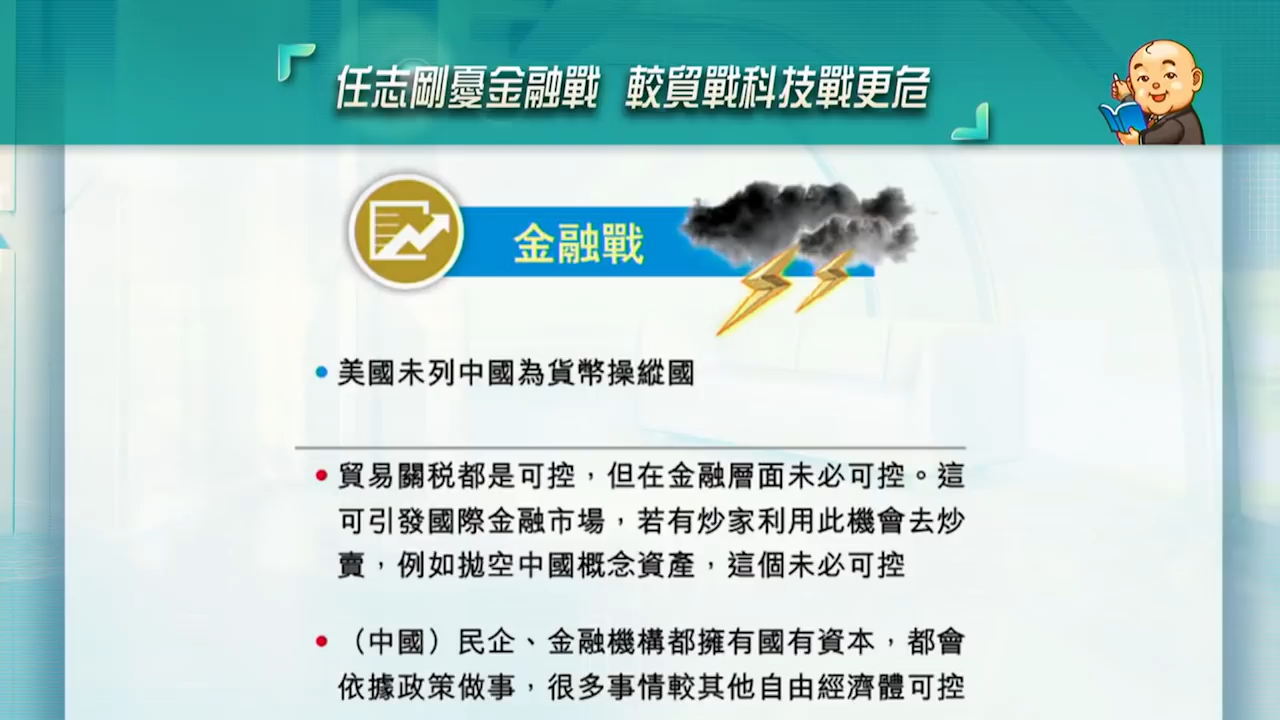 任志剛憂金融戰 較貿戰科技戰更危
金融戰
美國未列中國為貨幣操縱國
貿易關税都是可控，但在金融層面未必可控。這
可引發國際金融市場，若有炒家利用此機會去炒
賣，例如拋空中國概念資產，這個未必可控
（中國）民企、金融機構都擁有國有資本，都會
依據政策做事，很多事情較其他自由經濟體可控